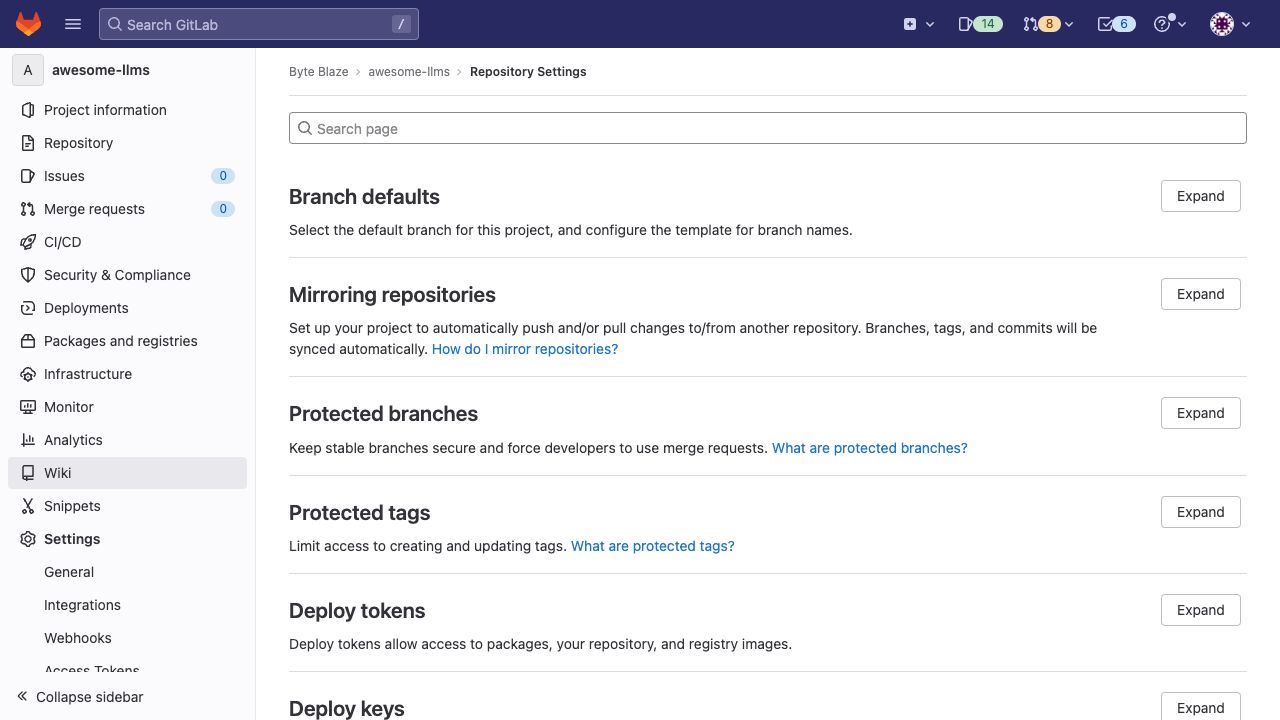 Search GitLab
/
14
8
6
A
awesome-llms
Project information
Repository
Issues
0
Merge requests
0
CI/CD
Security & Compliance
Deployments
Packages and registries
Infrastructure
Monitor
Analytics
Wiki
Snippets
Settings
General
Integrations
Webhooks
Access Tokens
Collapse sidebar
Byte Blaze
awesome-llms
Repository Settings
Search page
Branch defaults
Expand
Select the default branch for this project, and configure the template for branch names.
Mirroring repositories
Expand
Set up your project to automatically push and/or pull changes to/from another repository. Branches, tags, and commits will be
synced automatically. How do I mirror repositories?
Protected branches
Expand
Keep stable branches secure and force developers to use merge requests. What are protected branches?
Protected tags
Expand
Limit access to creating and updating tags. What are protected tags?
Deploy tokens
Expand
Deploy tokens allow access to packages, your repository, and registry images.
Deploy keys
Expand